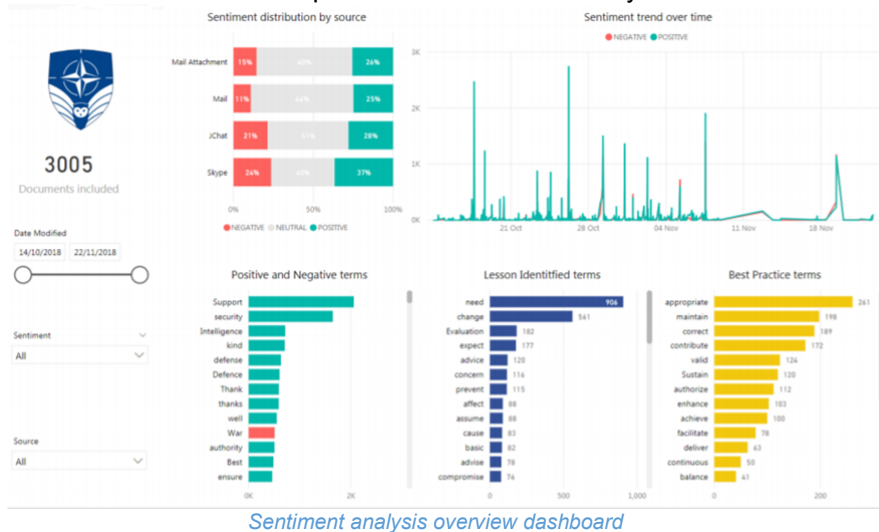 Sentiment distribution by source
Mail Attachment 15% 26%
Mail 11% 25%
JChat 21% 28%
Skype 24% 37%
0% 50% 100%
NEGATIVE NEUTRAL POSITIVE
Sentiment trend over time
NEGATIVE POSITIVE
3K
2K
1K
0K
21 Oct 28 Oct 04 Nov 11 Nov 18 Nov
3005
Documents included
Date Modified
14/10/2018 22/11/2018
Sentiment
All
Source
All
Positive and Negative terms
Support
security
Intelligence
kind
defense
Defence
Thank
thanks
well
War
authority
Best
ensure
0K 2K
Lesson Identitfied terms
need 906
change 561
Evaluation 182
expect 177
advice 120
concern 116
prevent 115
affect 88
assume 88
cause 83
basic 82
advise 78
compromise 76
0 500 1,000
Best Practice terms
appropriate 261
maintain 198
correct 189
contribute 172
valid 124
Sustain 120
authorize 112
enhance 103
achieve 100
facilitate 78
deliver 63
continuous 50
balance 41
0 200
Sentiment analysis overview dashboard